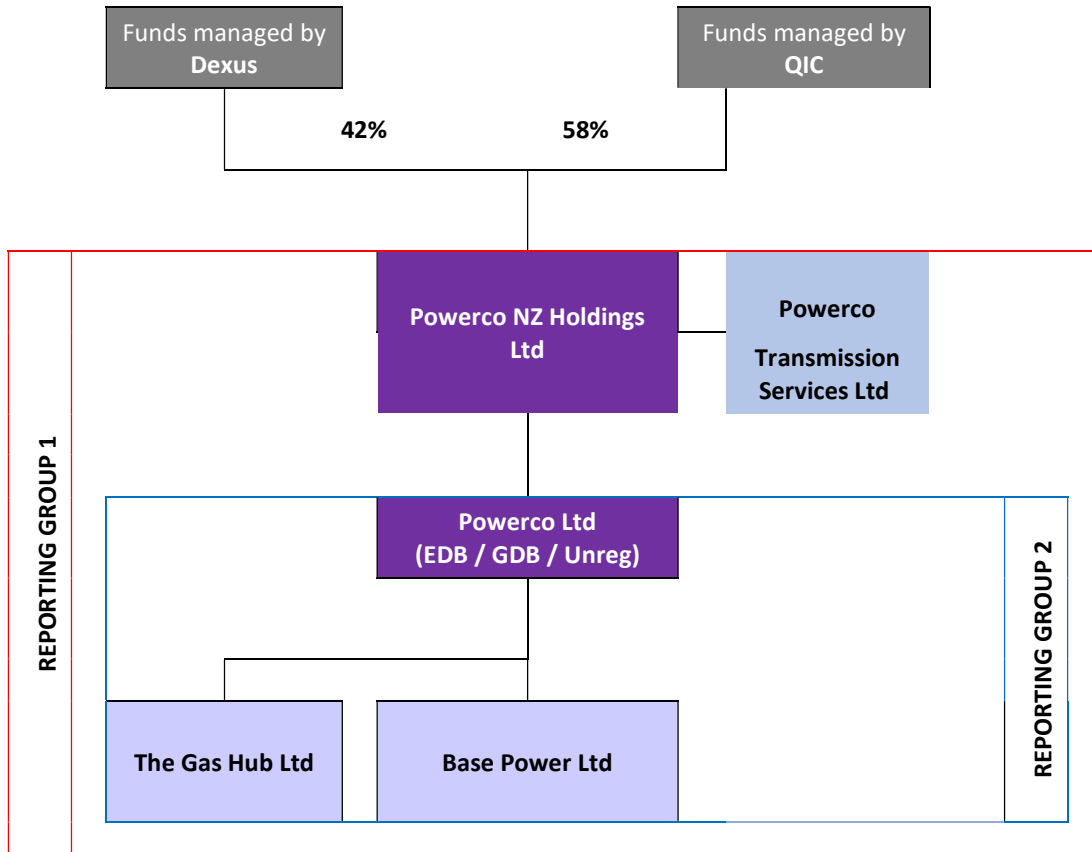 Funds managed by
Dexus
Funds managed by
QIC
42%
58%
Powerco NZ Holdings
Ltd
Powerco
Transmission
Services Ltd
REPORTING GROUP 1
Powerco Ltd
(EDB / GDB / Unreg)
REPORTING GROUP 2
The Gas Hub Ltd
Base Power Ltd